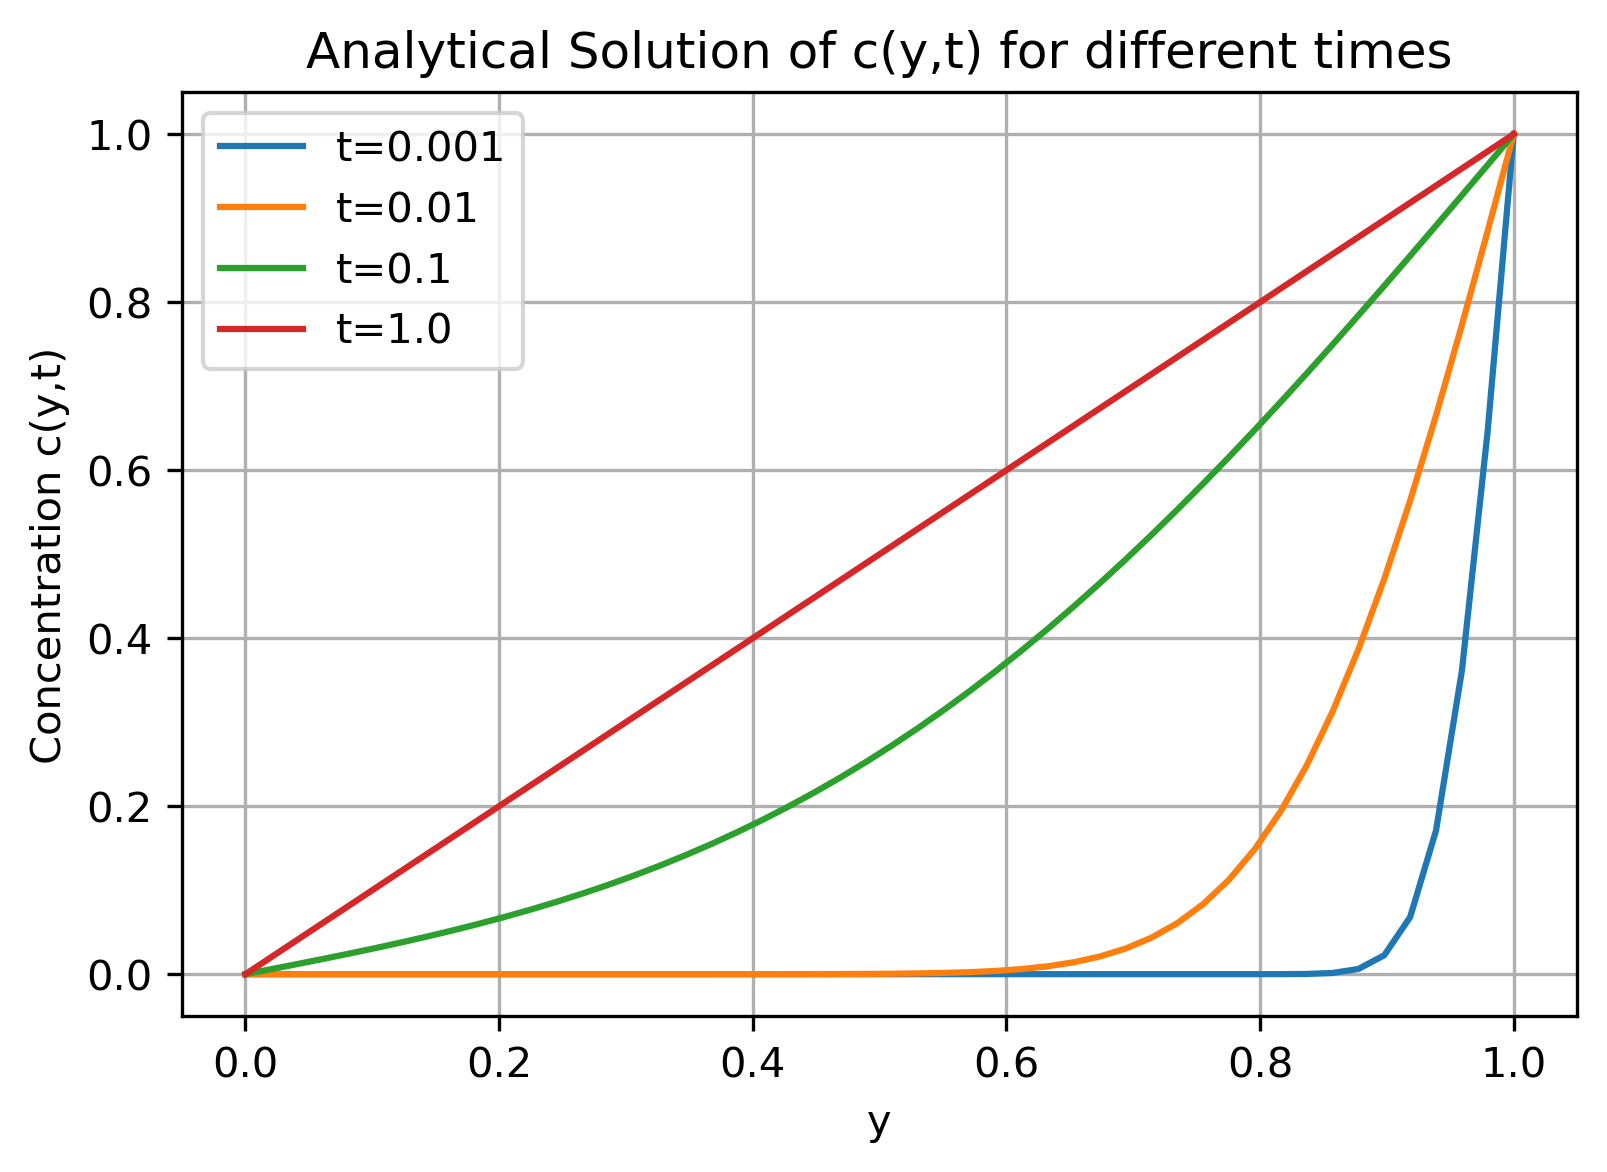 Analytical Solution of c(y,t) for different times
t=0.001
t=0.01
t=0.1
t=1.0
Concentration c(y,t)
1.0
0.8
0.6
0.4
0.2
0.0
0.0 0.2 0.4 0.6 0.8 1.0
y